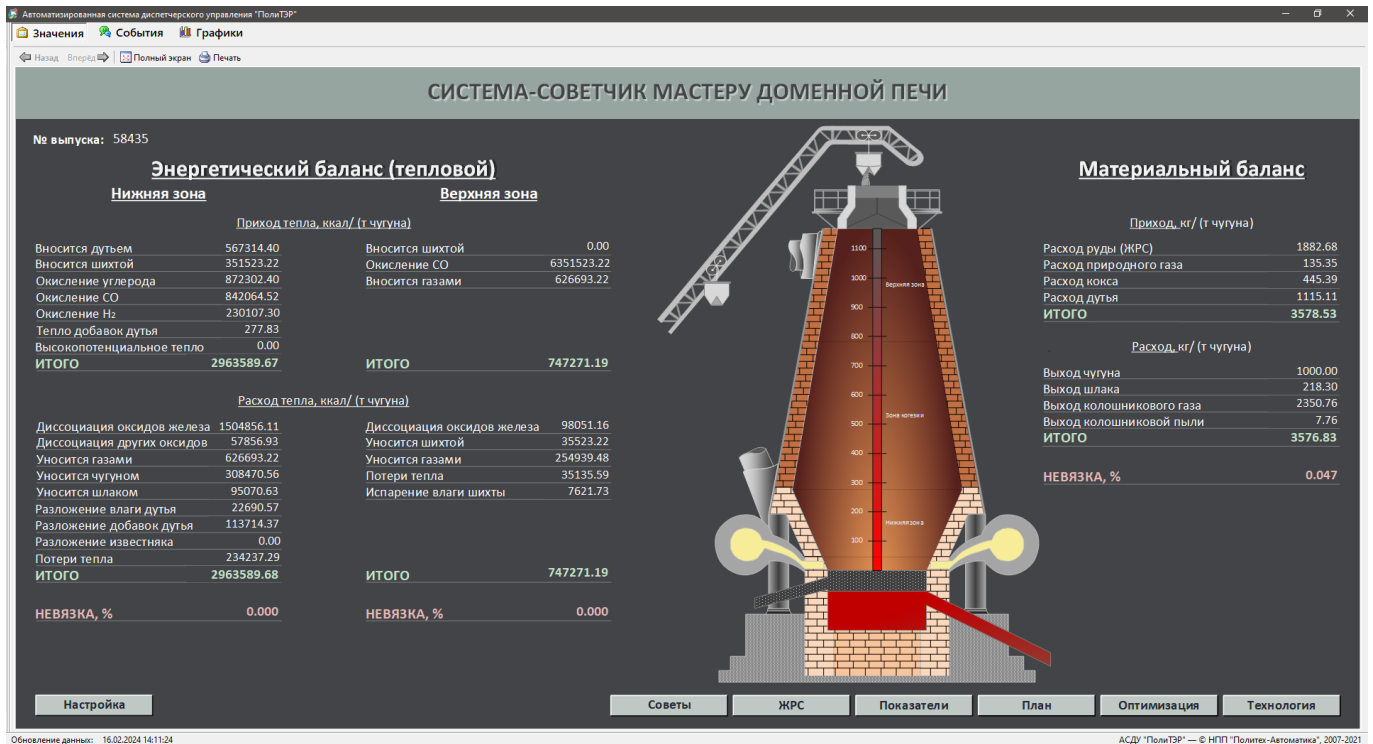 Автоматизированная система диспетчерского управления "ПолиТЭР"
Значения События Графики
Назад Вперёд Полный экран Печать
СИСТЕМА-СОВЕТЧИК МАСТЕРУ ДОМЕННОЙ ПЕЧИ
№ выпуска: 58435
Энергетический баланс (тепловой)
Нижняя зона Верхняя зона
Приход тепла, ккал/ (т чугуна)
Вносится дутьем 567314.40
Вносится шихтой 351523.22
Окисление углерода 872302.40
Окисление CO 842064.52
Окисление H₂ 230107.30
Тепло добавок дутья 277.83
Высокопотенциальное тепло 0.00
ИТОГО 2963589.67
Вносится шихтой 0.00
Окисление CO 6351523.22
Вносится газами 626693.22
ИТОГО 747271.19
Расход тепла, ккал/ (т чугуна)
Диссоциация оксидов железа 1504856.11
Диссоциация других оксидов 57856.93
Уносится газами 626693.22
Уносится чугуном 308470.56
Уносится шлаком 95070.63
Разложение влаги дутья 22690.57
Разложение добавок дутья 113714.37
Разложение известняка 0.00
Потери тепла 234237.29
ИТОГО 2963589.68
НЕВЯЗКА, % 0.000
Диссоциация оксидов железа 98051.16
Уносится шихтой 35523.22
Уносится газами 254939.48
Потери тепла 35135.59
Испарение влаги шихты 7621.73
ИТОГО 747271.19
НЕВЯЗКА, % 0.000
1100
1000
Верхняя зона
900
800
700
600
Зона когезии
500
400
300
200
Нижняя зона
100
Материальный баланс
Приход, кг/ (т чугуна)
Расход руды (ЖРС) 1882.68
Расход природного газа 135.35
Расход кокса 445.39
Расход дутья 1115.11
ИТОГО 3578.53
Расход, кг/ (т чугуна)
Выход чугуна 1000.00
Выход шлака 218.30
Выход колошникового газа 2350.76
Выход колошниковой пыли 7.76
ИТОГО 3576.83
НЕВЯЗКА, % 0.047
Настройка Советы ЖРС Показатели План Оптимизация Технология
Обновление данных: 16.02.2024 14:11:24 АСДУ "ПолиТЭР" — © НПП "Политех-Автоматика", 2007-2021